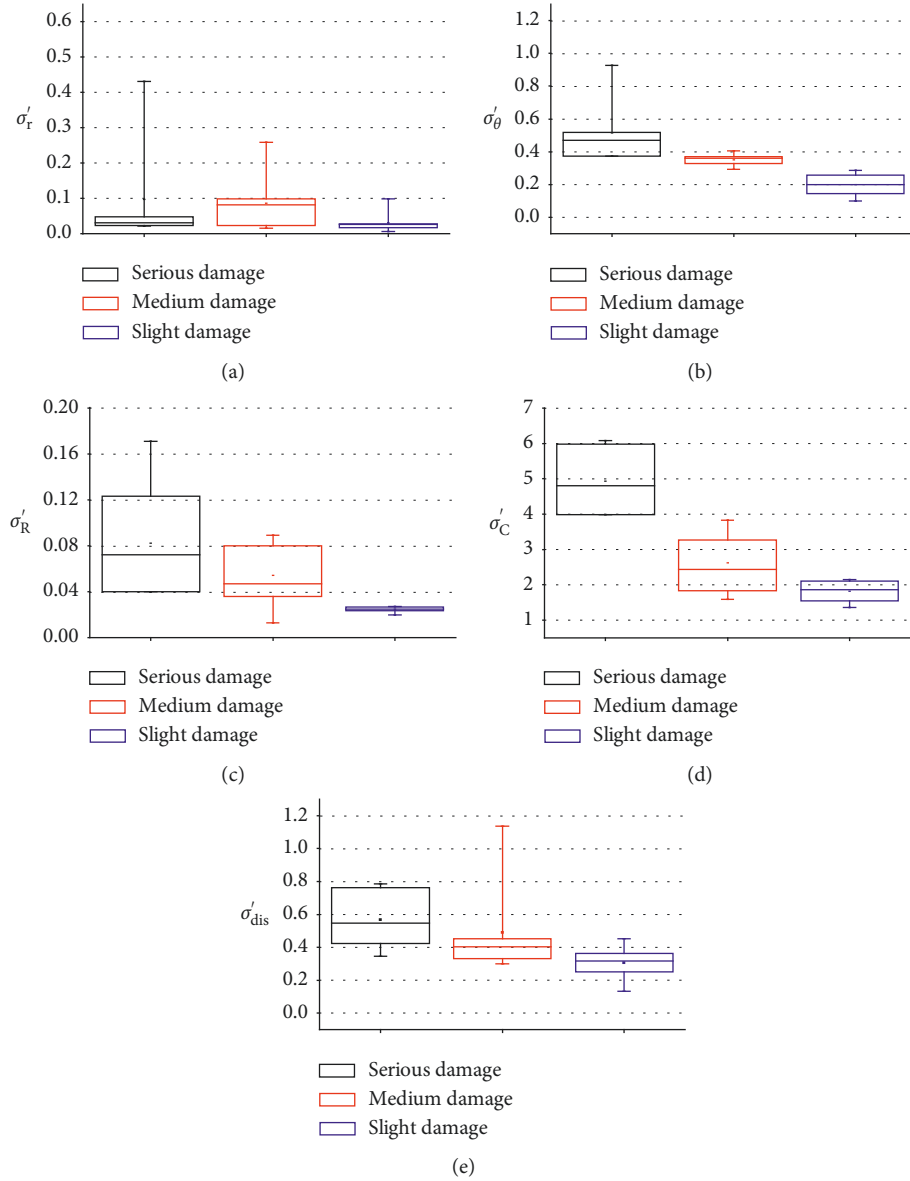 0.6
0.5
0.4
0.3
0.2
0.1
0.0
σ′r
Serious damage
Medium damage
Slight damage
(a)
1.2
1.0
0.8
0.6
0.4
0.2
0.0
σ′θ
Serious damage
Medium damage
Slight damage
(b)
0.20
0.16
0.12
0.08
0.04
0.00
σ′R
Serious damage
Medium damage
Slight damage
(c)
7
6
5
4
3
2
1
σ′C
Serious damage
Medium damage
Slight damage
(d)
1.2
1.0
0.8
0.6
0.4
0.2
0.0
σ′dis
Serious damage
Medium damage
Slight damage
(e)